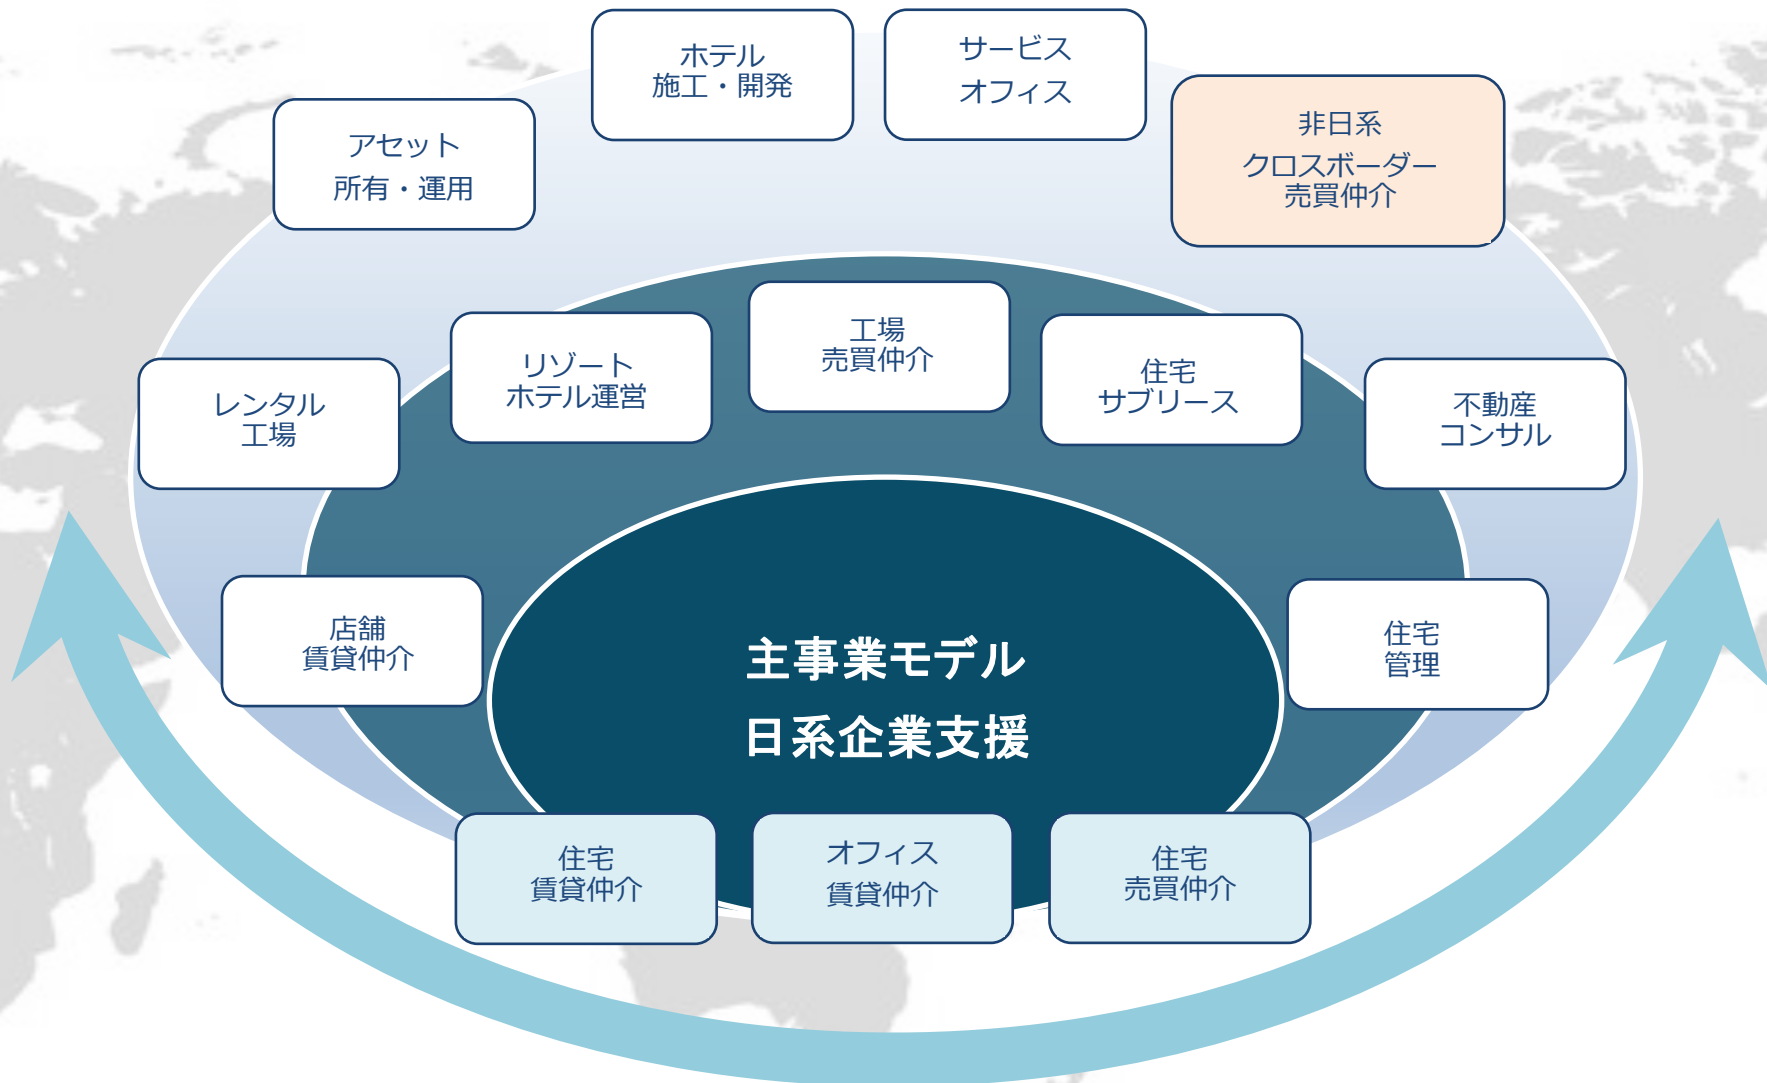 ホテル
施工・開発
サービス
オフィス
非日系
クロスボーダー
売買仲介
アセット
所有・運用
工場
売買仲介
リゾート
ホテル運営
住宅
サブリース
レンタル
工場
不動産
コンサル
店舗
賃貸仲介
住宅
管理
主事業モデル
日系企業支援
住宅
賃貸仲介
オフィス
賃貸仲介
住宅
売買仲介